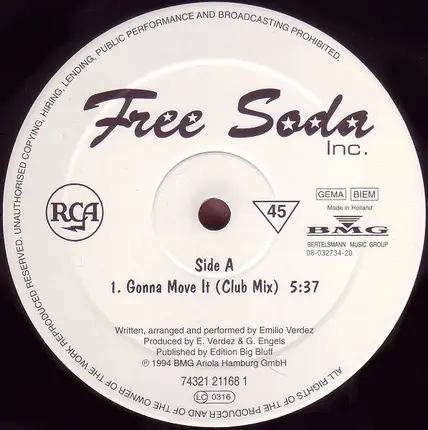 ALL RIGHTS OF THE PRODUCER AND OF THE OWNER OF THE WORK REPRODUCED RESERVED. UNAUTHORISED COPYING, HIRING, LENDING, PUBLIC PERFORMANCE AND BROADCASTING PROHIBITED.
Free Soda
Inc.
RCA
45
GEMA BIEM
Made in Holland
BMG
BERTELSMANN MUSIC GROUP
08-032734-20
Side A
1. Gonna Move It (Club Mix) 5:37
Written, arranged and performed by Emilio Verdez
Produced by E. Verdez & G. Engels
Published by Edition Big Bluff
℗ 1994 BMG Ariola Hamburg GmbH
74321 21168 1
LC 0316